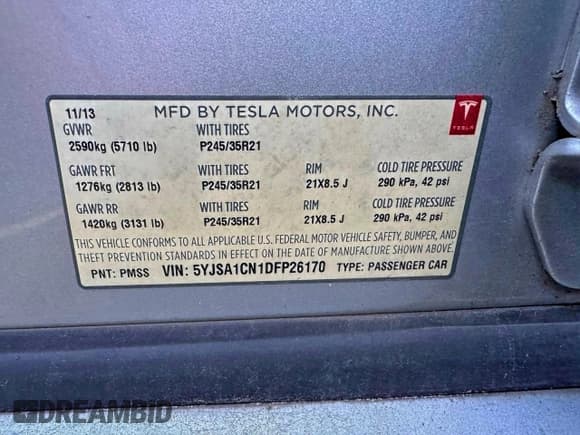 11/13 MFD BY TESLA MOTORS, INC.
GVWR WITH TIRES
2590kg (5710 lb) P245/35R21
TESLA
GAWR FRT WITH TIRES RIM COLD TIRE PRESSURE
1276kg (2813 lb) P245/35R21 21X8.5 J 290 kPa, 42 psi
GAWR RR WITH TIRES RIM COLD TIRE PRESSURE
1420kg (3131 lb) P245/35R21 21X8.5 J 290 kPa, 42 psi
THIS VEHICLE CONFORMS TO ALL APPLICABLE U.S. FEDERAL MOTOR VEHICLE SAFETY, BUMPER, AND
THEFT PREVENTION STANDARDS IN EFFECT ON THE DATE OF MANUFACTURE SHOWN ABOVE.
PNT: PMSS VIN: 5YJSA1CN1DFP26170 TYPE: PASSENGER CAR
DREAMBID